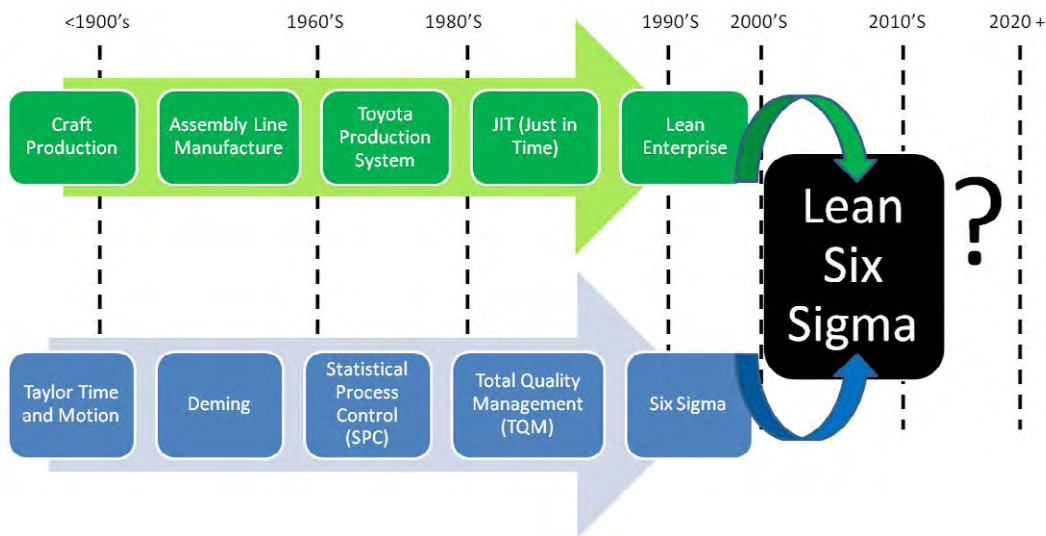 <1900's 1960'S 1980'S 1990'S 2000'S 2010'S 2020 +
Craft
Production
Assembly Line
Manufacture
Toyota
Production
System
JIT (Just in
Time)
Lean
Enterprise
Lean
Six
Sigma
?
Taylor Time
and Motion
Deming
Statistical
Process
Control
(SPC)
Total Quality
Management
(TQM)
Six Sigma